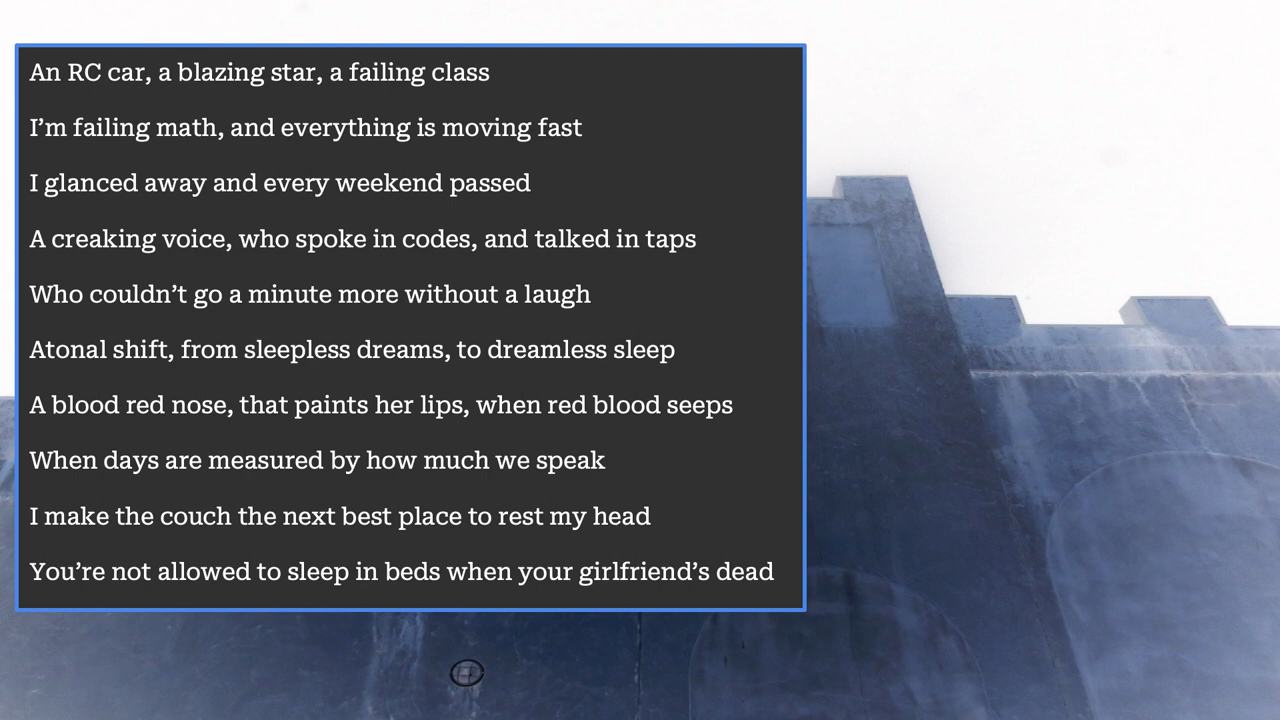 An RC car, a blazing star, a failing class
I’m failing math, and everything is moving fast
I glanced away and every weekend passed
A creaking voice, who spoke in codes, and talked in taps
Who couldn’t go a minute more without a laugh
Atonal shift, from sleepless dreams, to dreamless sleep
A blood red nose, that paints her lips, when red blood seeps
When days are measured by how much we speak
I make the couch the next best place to rest my head
You’re not allowed to sleep in beds when your girlfriend’s dead